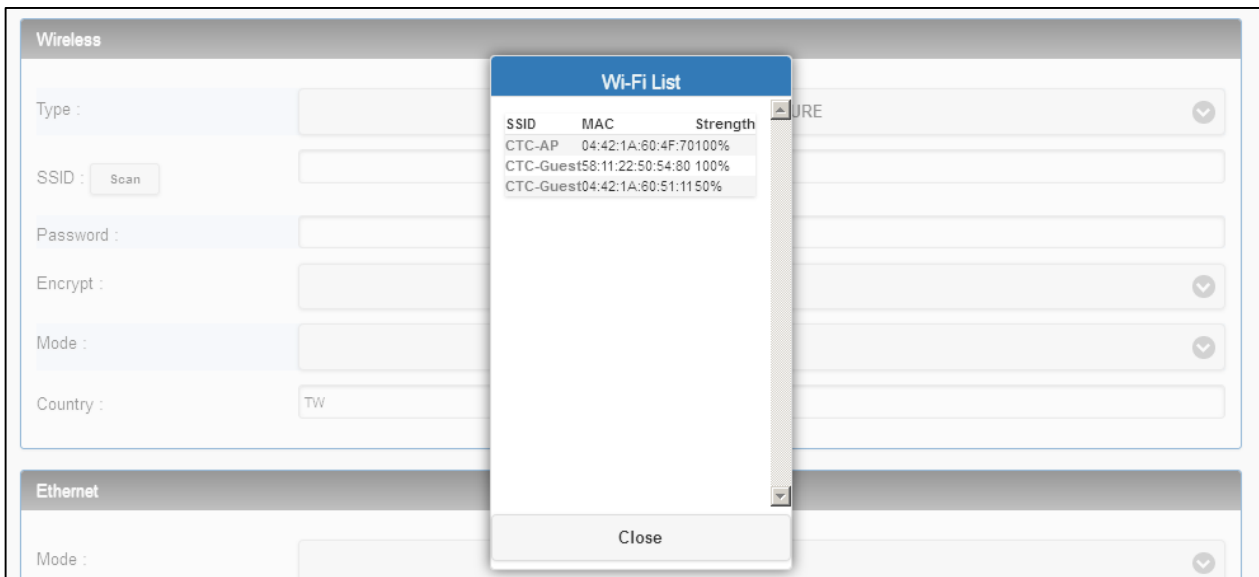 Wireless
Wi-Fi List
Type :
URE
SSID MAC Strength
CTC-AP 04:42:1A:60:4F:70100%
CTC-Guest58:11:22:50:54:80 100%
CTC-Guest04:42:1A:60:51:1150%
SSID : Scan
Password :
Encrypt :
Mode :
Country : TW
Ethernet
Close
Mode :